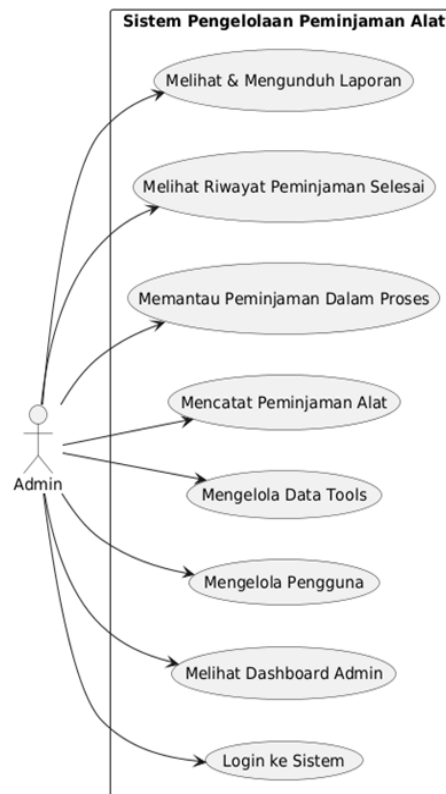 Sistem Pengelolaan Peminjaman Alat
Melihat & Mengunduh Laporan
Melihat Riwayat Peminjaman Selesai
Memantau Peminjaman Dalam Proses
Mencatat Peminjaman Alat
Admin
Mengelola Data Tools
Mengelola Pengguna
Melihat Dashboard Admin
Login ke Sistem